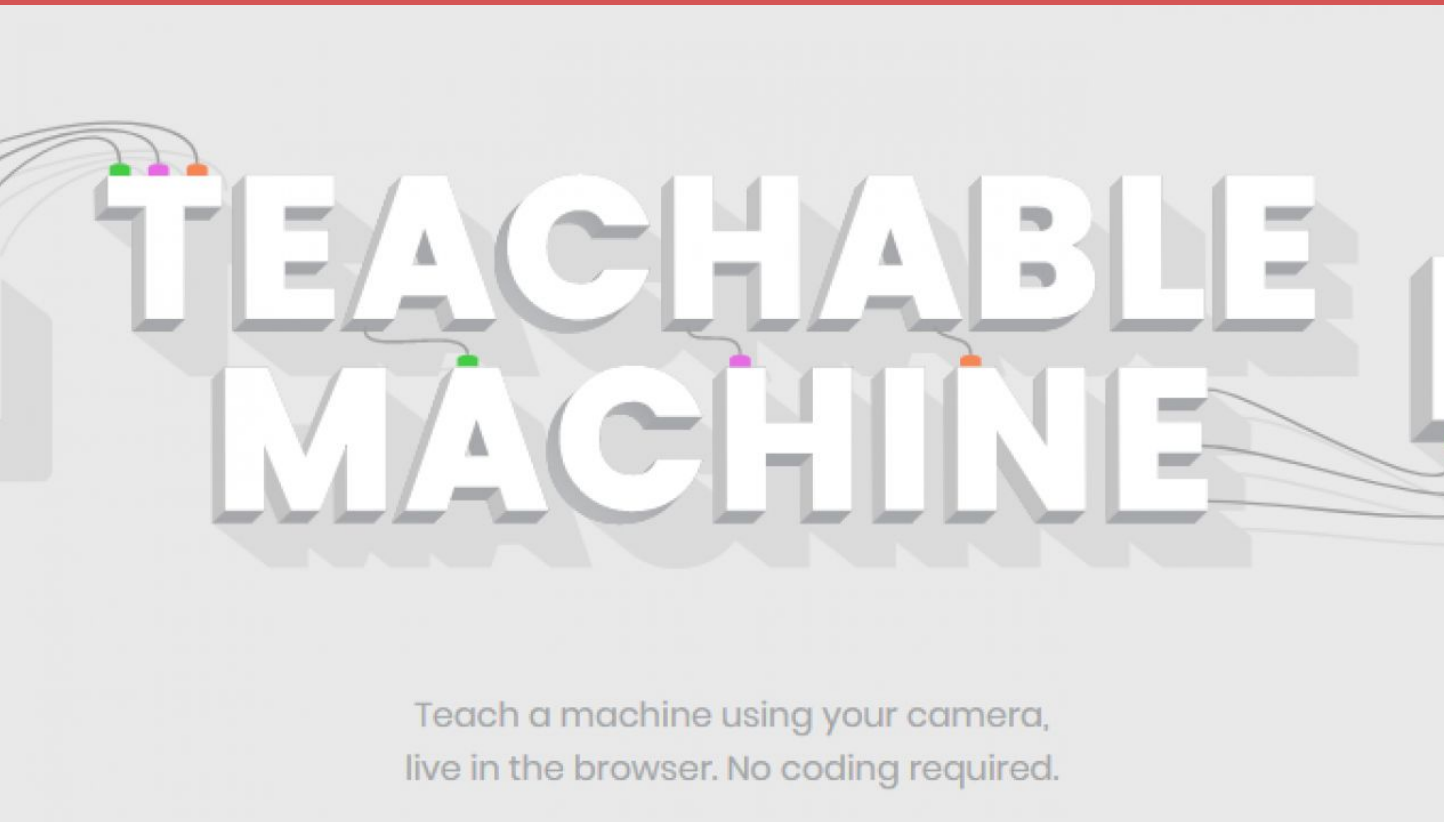 TEACHABLE
MACHINE
Teach a machine using your camera,
live in the browser. No coding required.